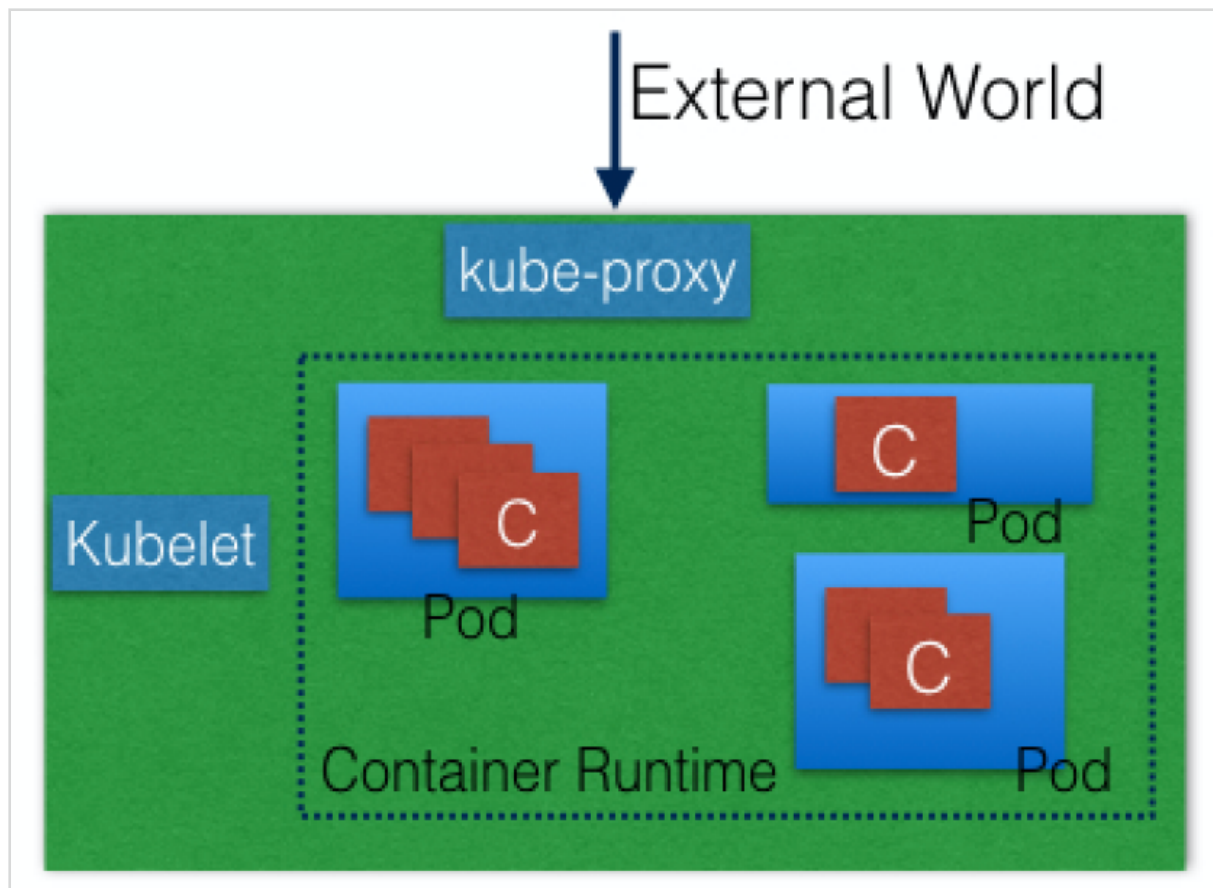 External World
kube-proxy
C
C
Pod
Kubelet
C
Pod
C
Container Runtime
Pod